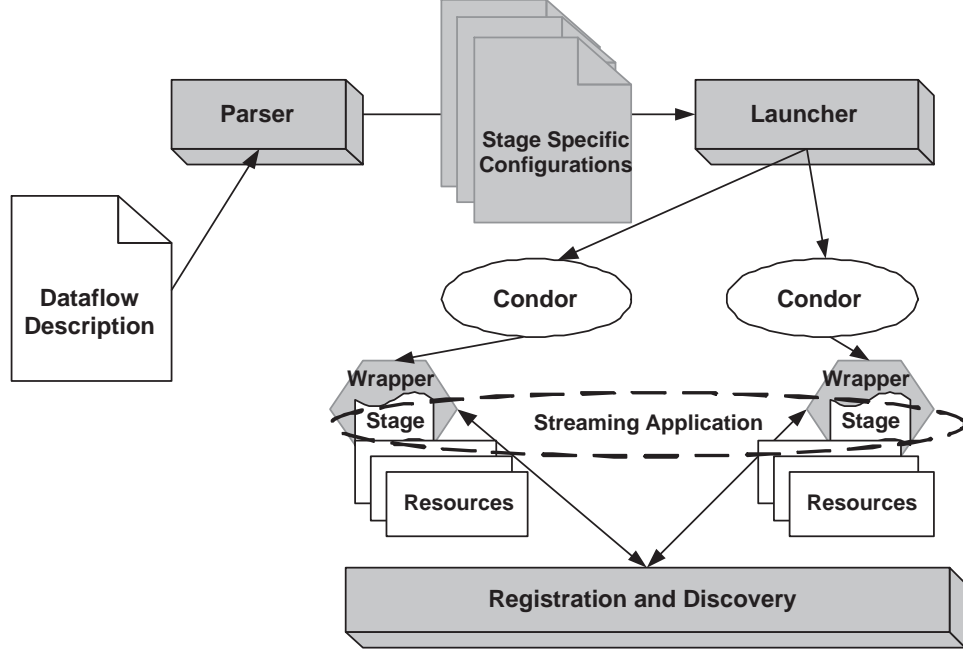 Parser
Stage Specific
Configurations
Launcher
Dataflow
Description
Condor
Condor
Wrapper
Stage
Streaming Application
Wrapper
Stage
Resources
Resources
Registration and Discovery